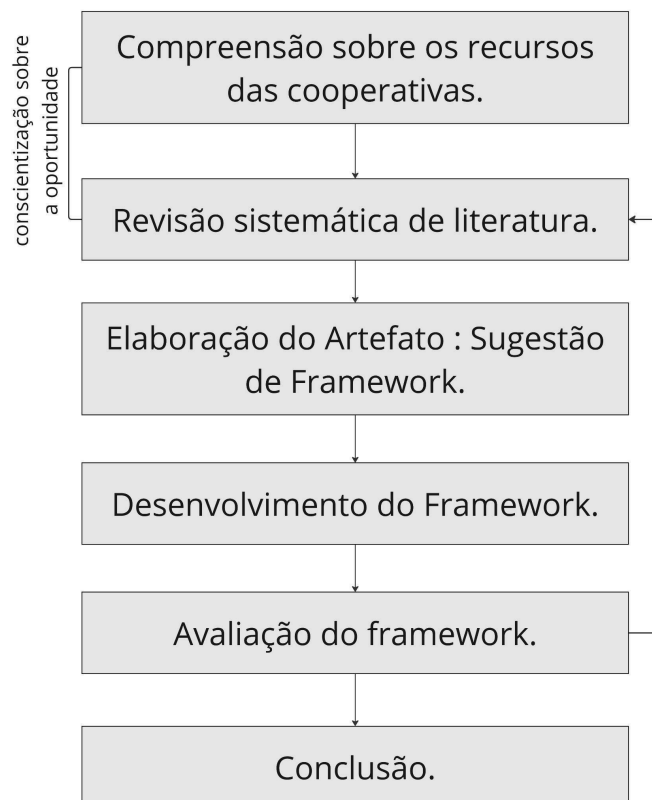 conscientização sobre
a oportunidade
Compreensão sobre os recursos
das cooperativas.
Revisão sistemática de literatura.
Elaboração do Artefato : Sugestão
de Framework.
Desenvolvimento do Framework.
Avaliação do framework.
Conclusão.